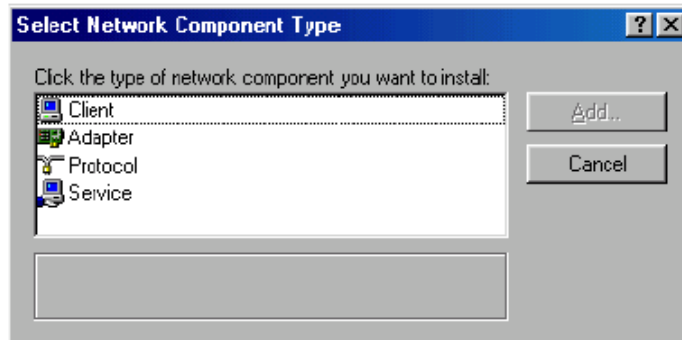 Select Network Component Type
?
Click the type of network component you want to install:
Client
Add...
Adapter
Protocol
Cancel
Service